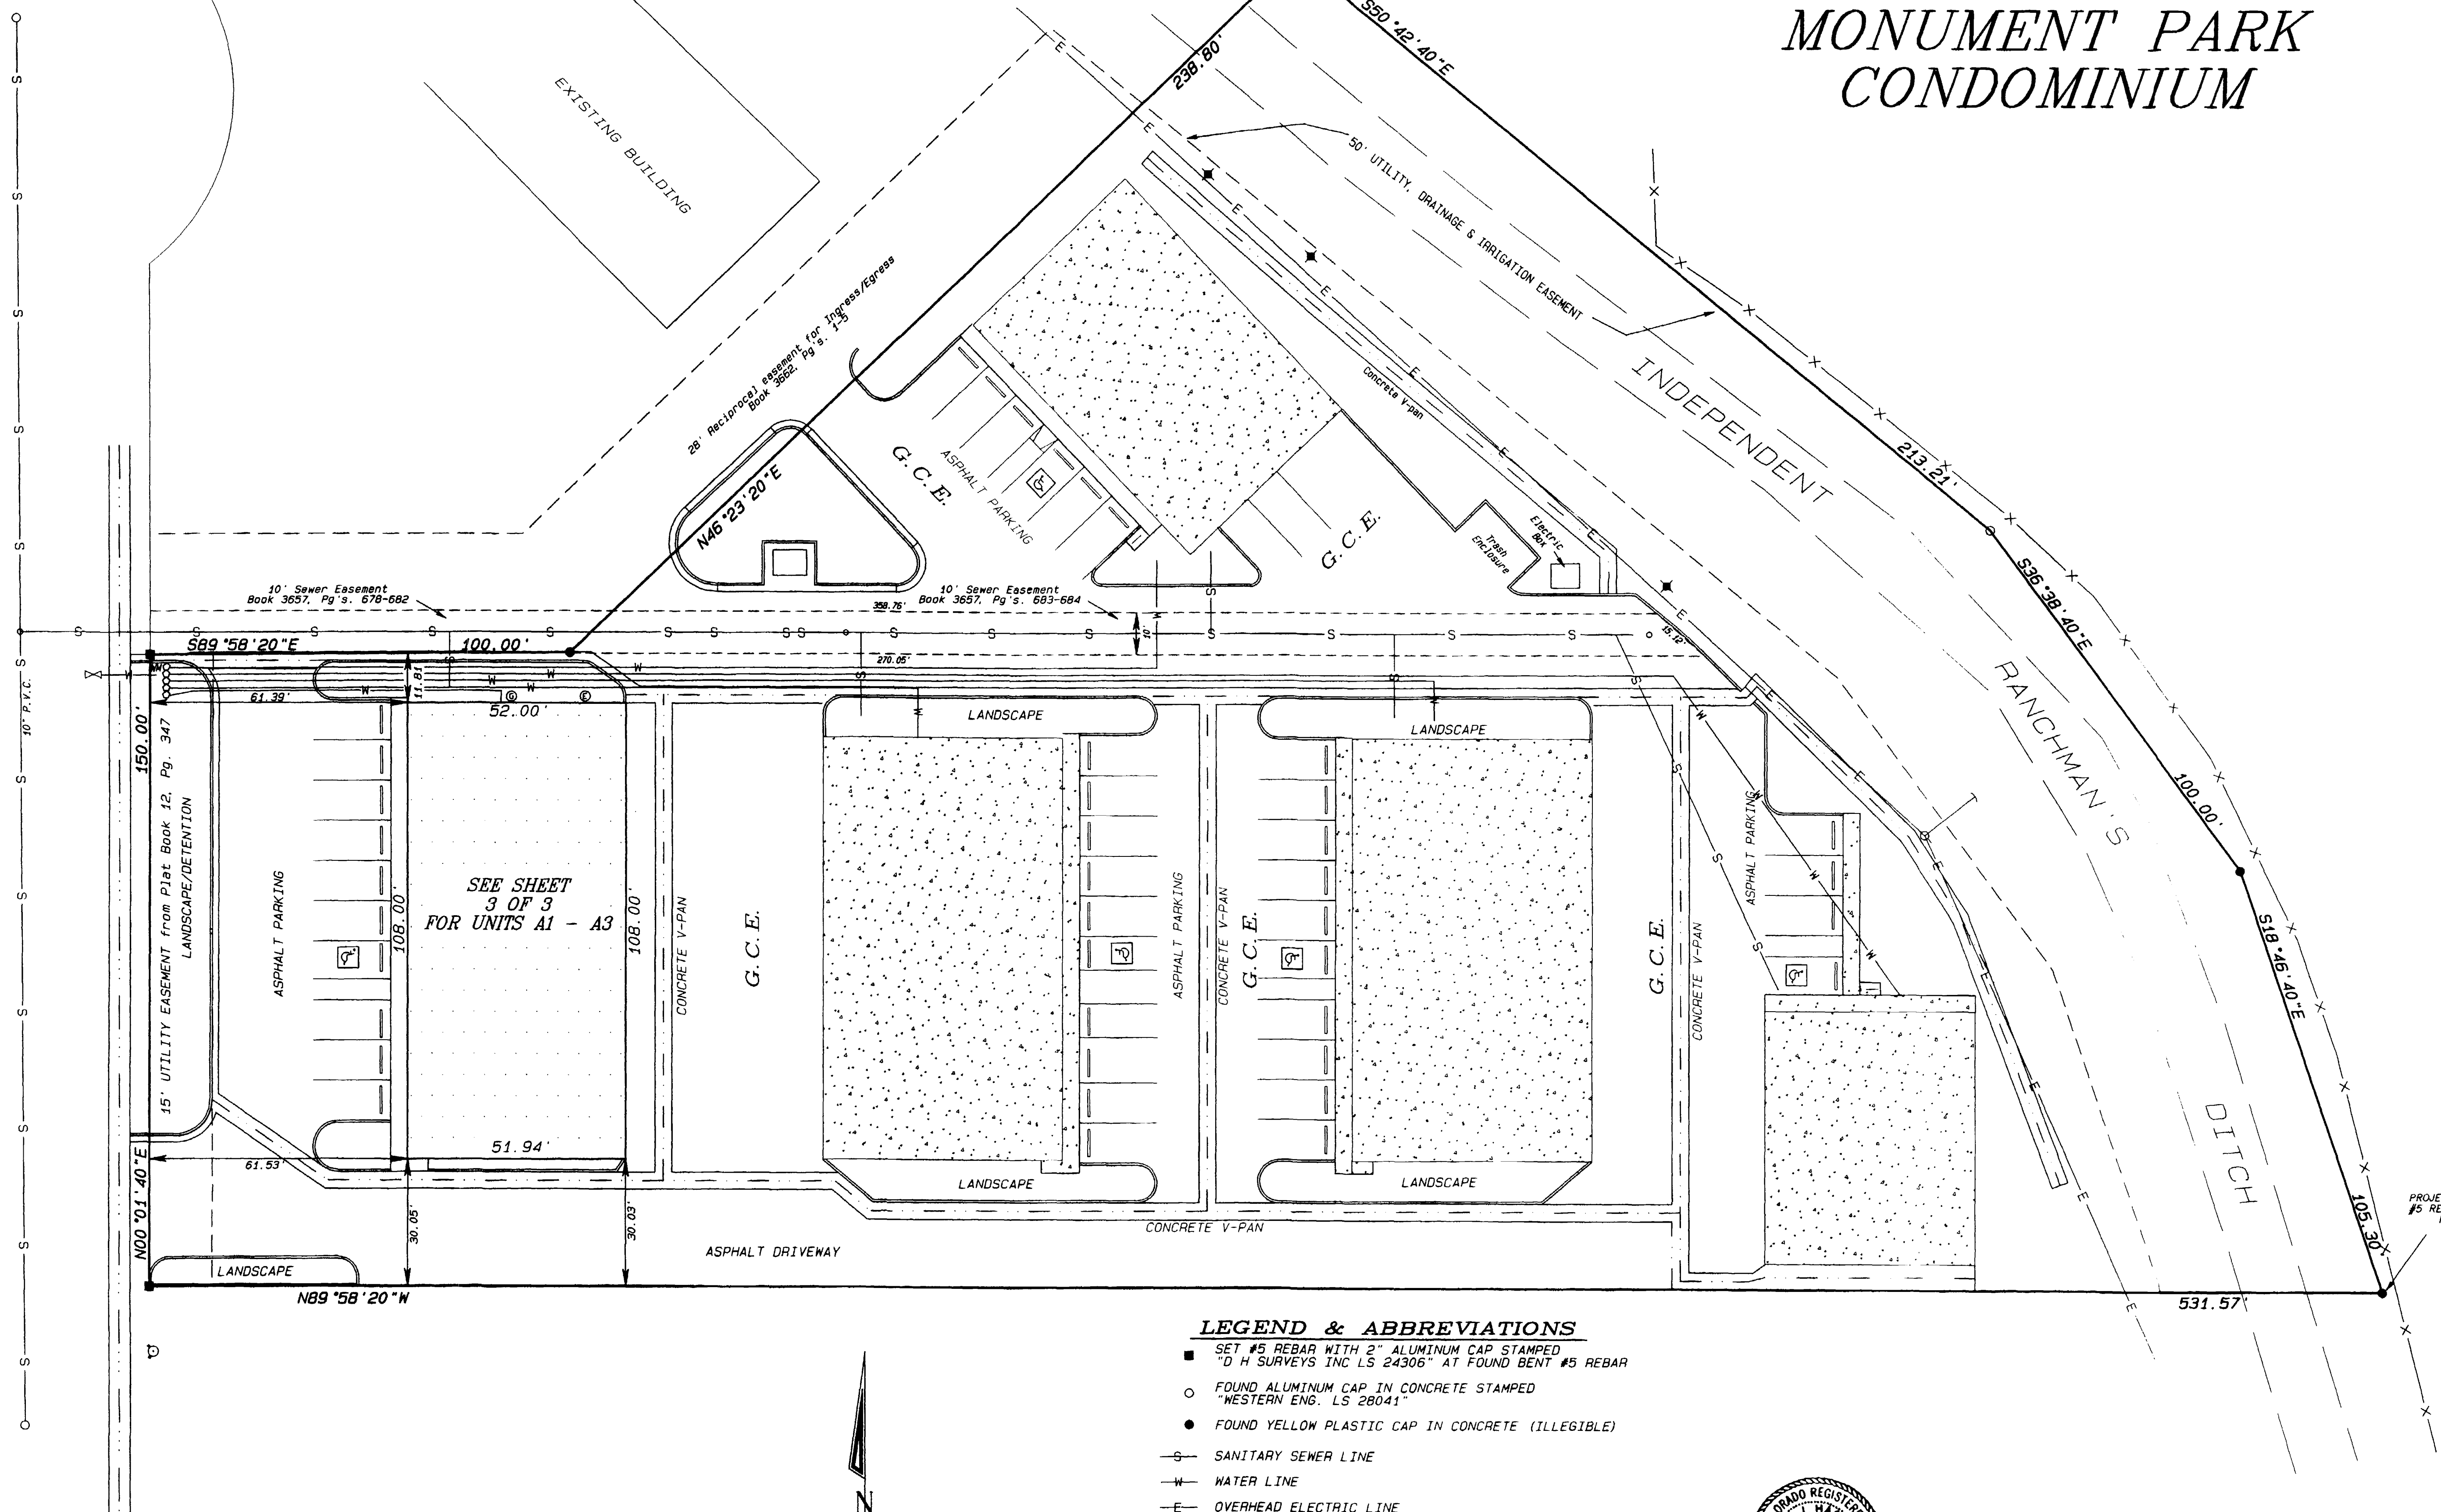 MONUMENT PARK
CONDOMINIUM
S50°42'40"E
238.80'
EXISTING BUILDING
50' UTILITY, DRAINAGE & IRRIGATION EASEMENT
28' Reciprocal easement for Ingress/Egress
Book 3662, Pg's. 1-5
Concrete V-pan
INDEPENDENT
RANCHMAN'S
DITCH
213.21'
G.C.E.
ASPHALT PARKING
N46°23'20"E
G.C.E.
Trash
Enclosure
Electric
Box
S36°38'40"E
100.00'
S18°46'40"E
105.30'
10' Sewer Easement
Book 3657, Pg's. 678-682
358.76'
10' Sewer Easement
Book 3657, Pg's. 683-684
10'
15.12'
S89°58'20"E
100.00'
270.05'
10" P.V.C.
61.39'
11.81'
G
E
52.00'
150.00'
15' UTILITY EASEMENT from Plat Book 12, Pg. 347
LANDSCAPE/DETENTION
ASPHALT PARKING
108.00'
SEE SHEET
3 OF 3
FOR UNITS A1 - A3
108.00'
CONCRETE V-PAN
G.C.E.
LANDSCAPE
LANDSCAPE
ASPHALT PARKING
CONCRETE V-PAN
G.C.E.
G.C.E.
CONCRETE V-PAN
ASPHALT PARKING
51.94'
61.53'
N00°01'40"E
30.05'
30.03'
LANDSCAPE
LANDSCAPE
CONCRETE V-PAN
ASPHALT DRIVEWAY
LANDSCAPE
N89°58'20"W
531.57'
PROJE
#5 RE
LEGEND & ABBREVIATIONS
SET #5 REBAR WITH 2" ALUMINUM CAP STAMPED
"D H SURVEYS INC LS 24306" AT FOUND BENT #5 REBAR
FOUND ALUMINUM CAP IN CONCRETE STAMPED
"WESTERN ENG. LS 28041"
FOUND YELLOW PLASTIC CAP IN CONCRETE (ILLEGIBLE)
S SANITARY SEWER LINE
W WATER LINE
E OVERHEAD ELECTRIC LINE
N